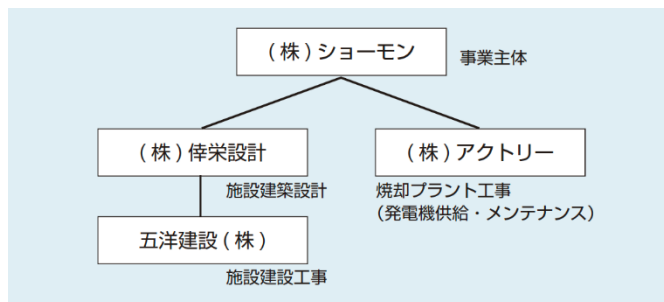 (株)ショーモン
事業主体
(株)倖栄設計
(株)アクトリー
施設建築設計
焼却プラント工事
(発電機供給・メンテナンス)
五洋建設(株)
施設建設工事